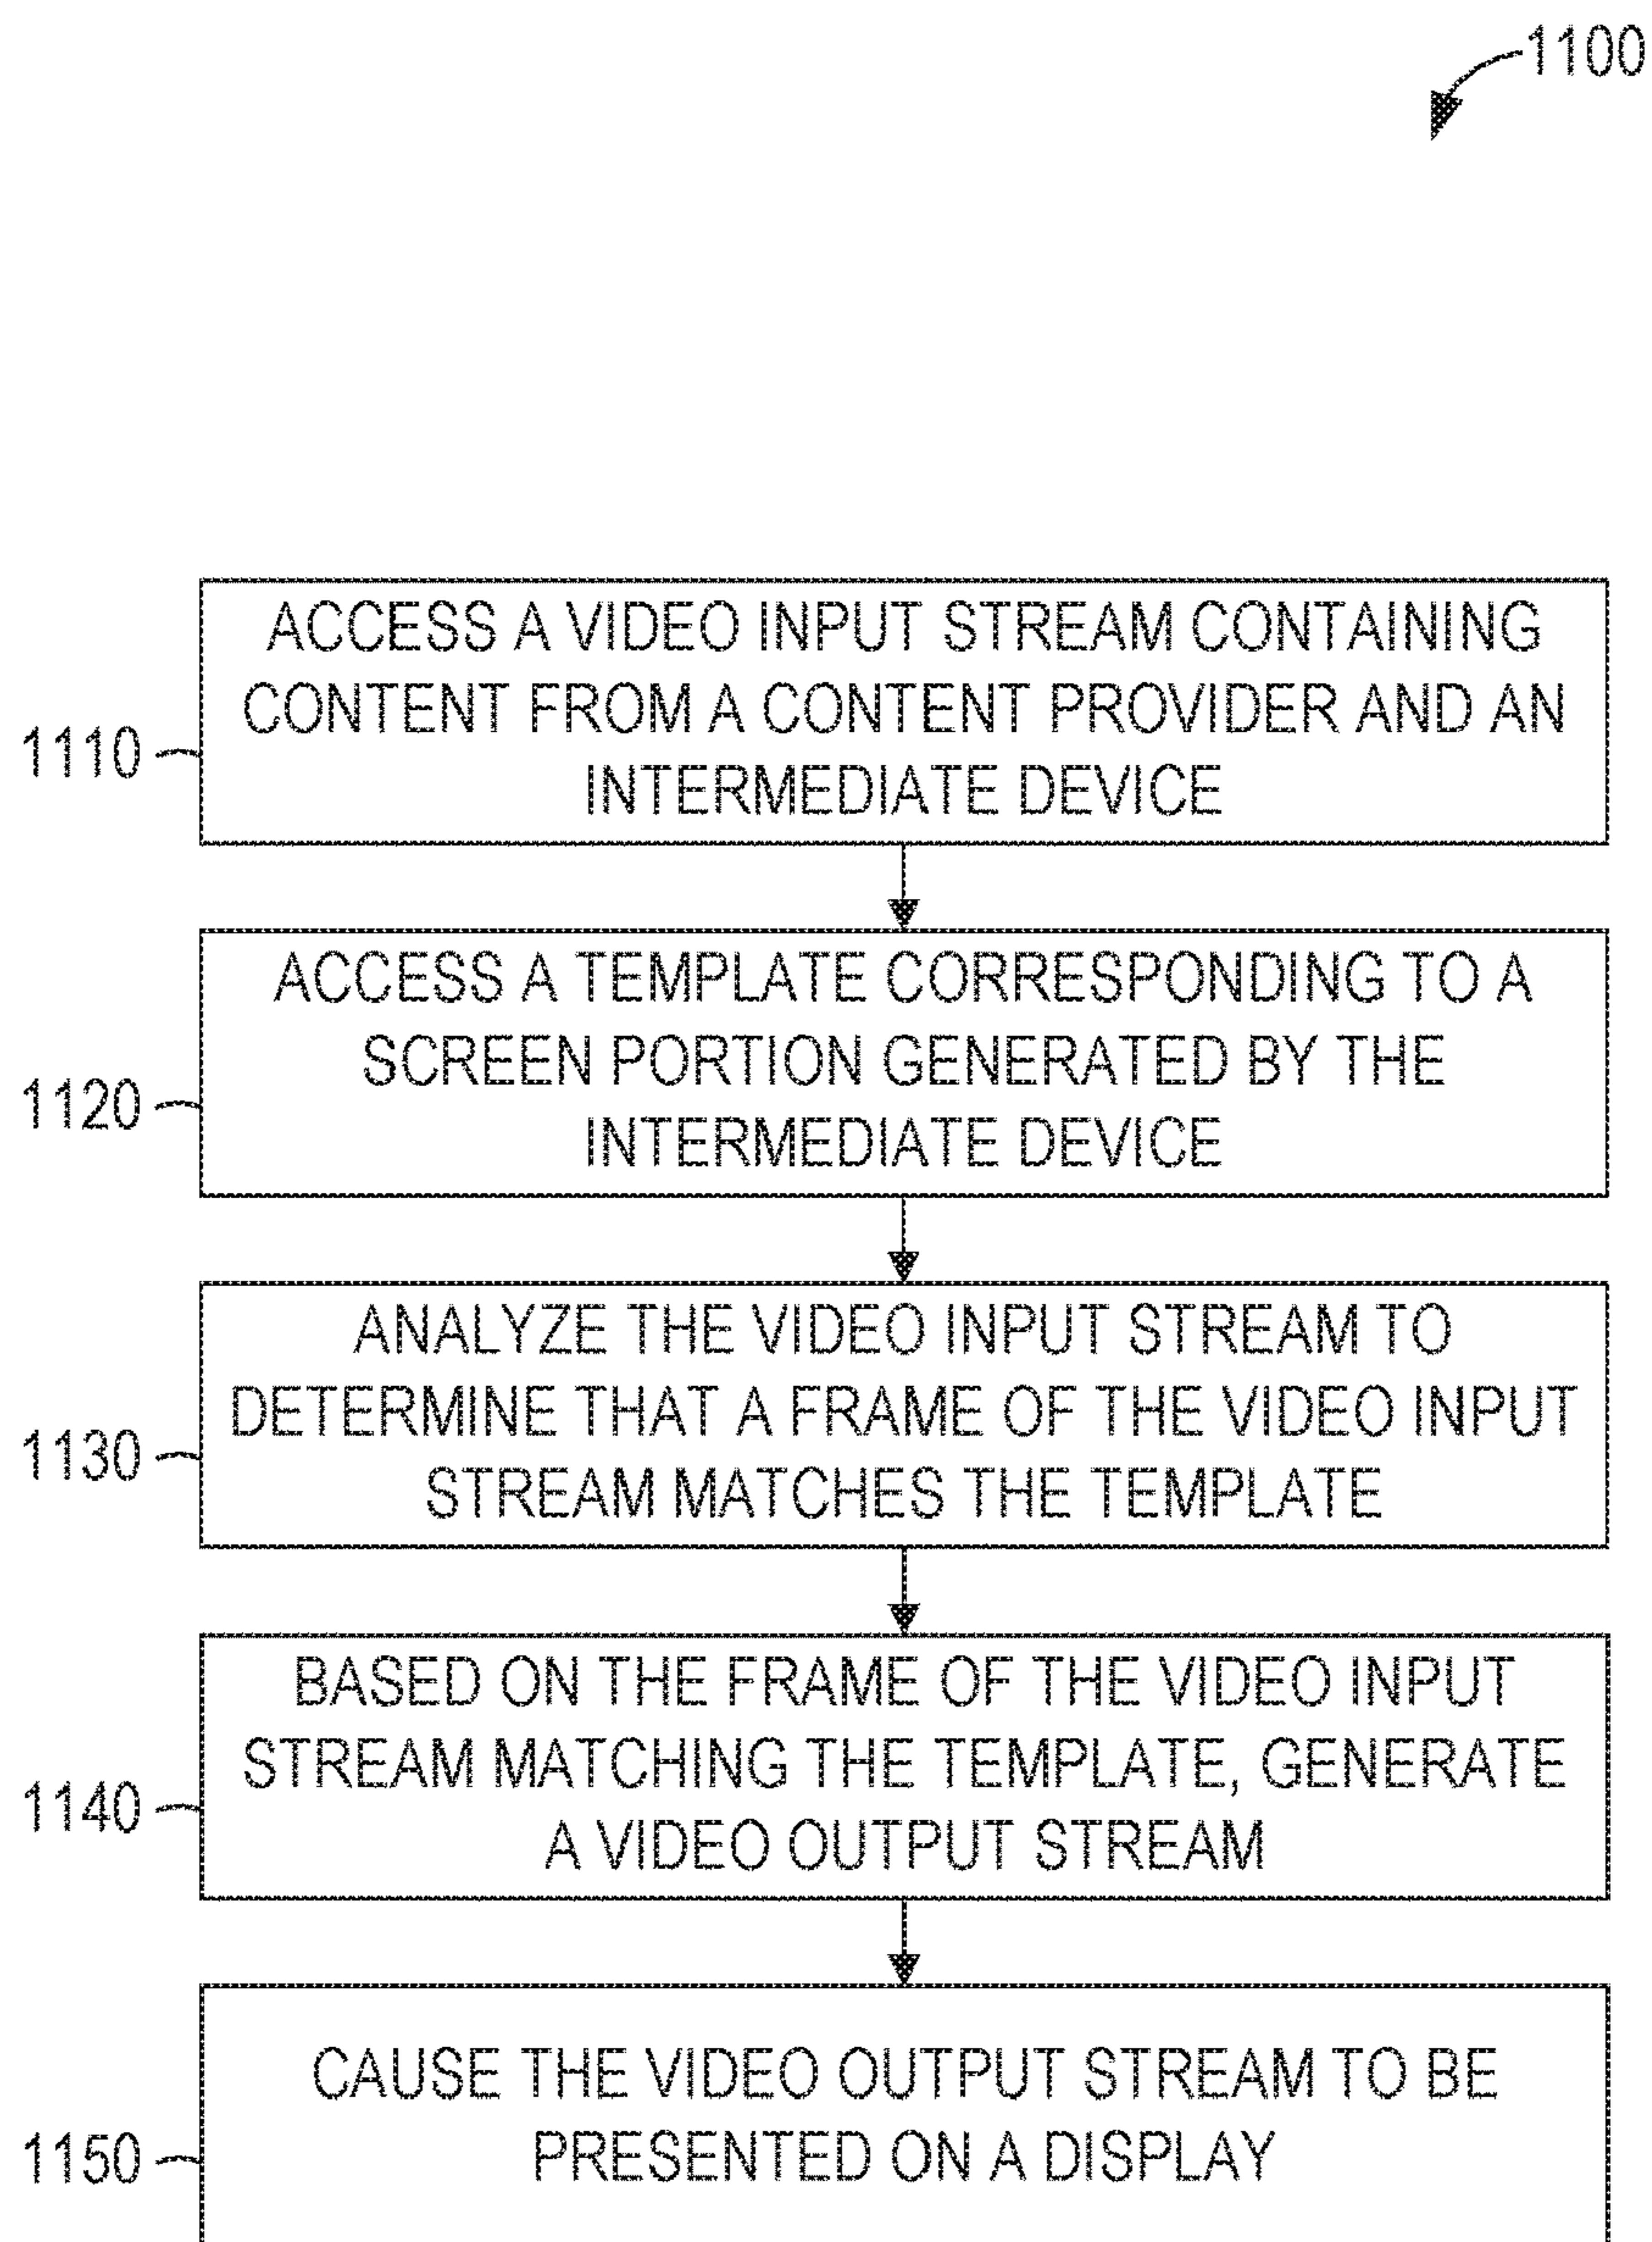 1100
ACCESS A VIDEO INPUT STREAM CONTAINING
CONTENT FROM A CONTENT PROVIDER AND AN
INTERMEDIATE DEVICE
1110
ACCESS A TEMPLATE CORRESPONDING TO A
SCREEN PORTION GENERATED BY THE
INTERMEDIATE DEVICE
1120
ANALYZE THE VIDEO INPUT STREAM TO
DETERMINE THAT A FRAME OF THE VIDEO INPUT
STREAM MATCHES THE TEMPLATE
1130
BASED ON THE FRAME OF THE VIDEO INPUT
STREAM MATCHING THE TEMPLATE, GENERATE
A VIDEO OUTPUT STREAM
1140
CAUSE THE VIDEO OUTPUT STREAM TO BE
PRESENTED ON A DISPLAY
1150